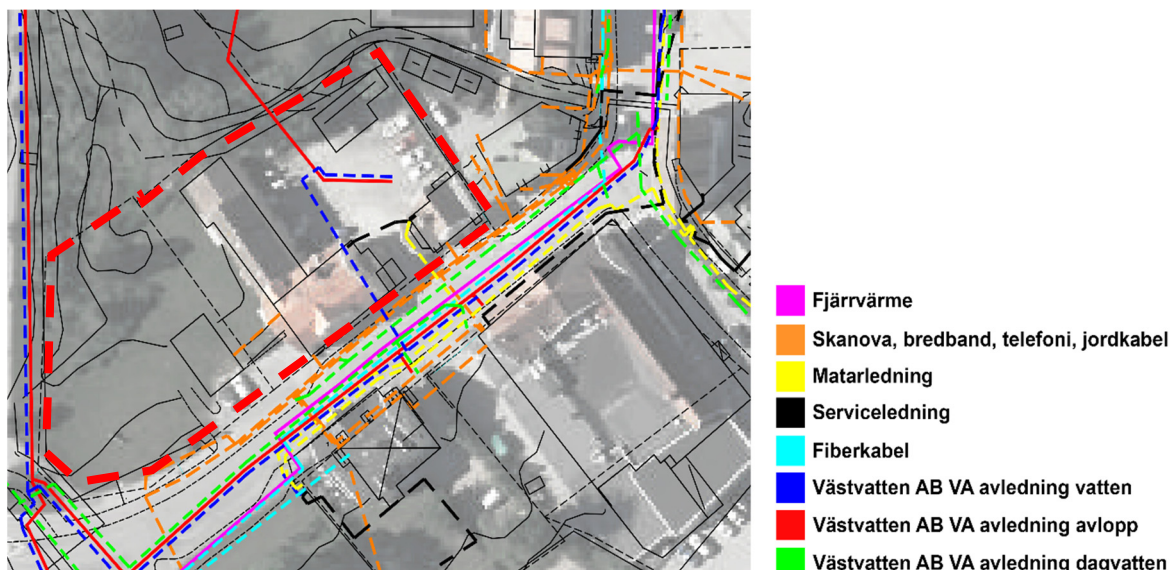 Fjärrvärme
Skanova, bredband, telefoni, jordkabel
Matarledning
Serviceledning
Fiberkabel
Västvatten AB VA avledning vatten
Västvatten AB VA avledning avlopp
Västvatten AB VA avledning dagvatten